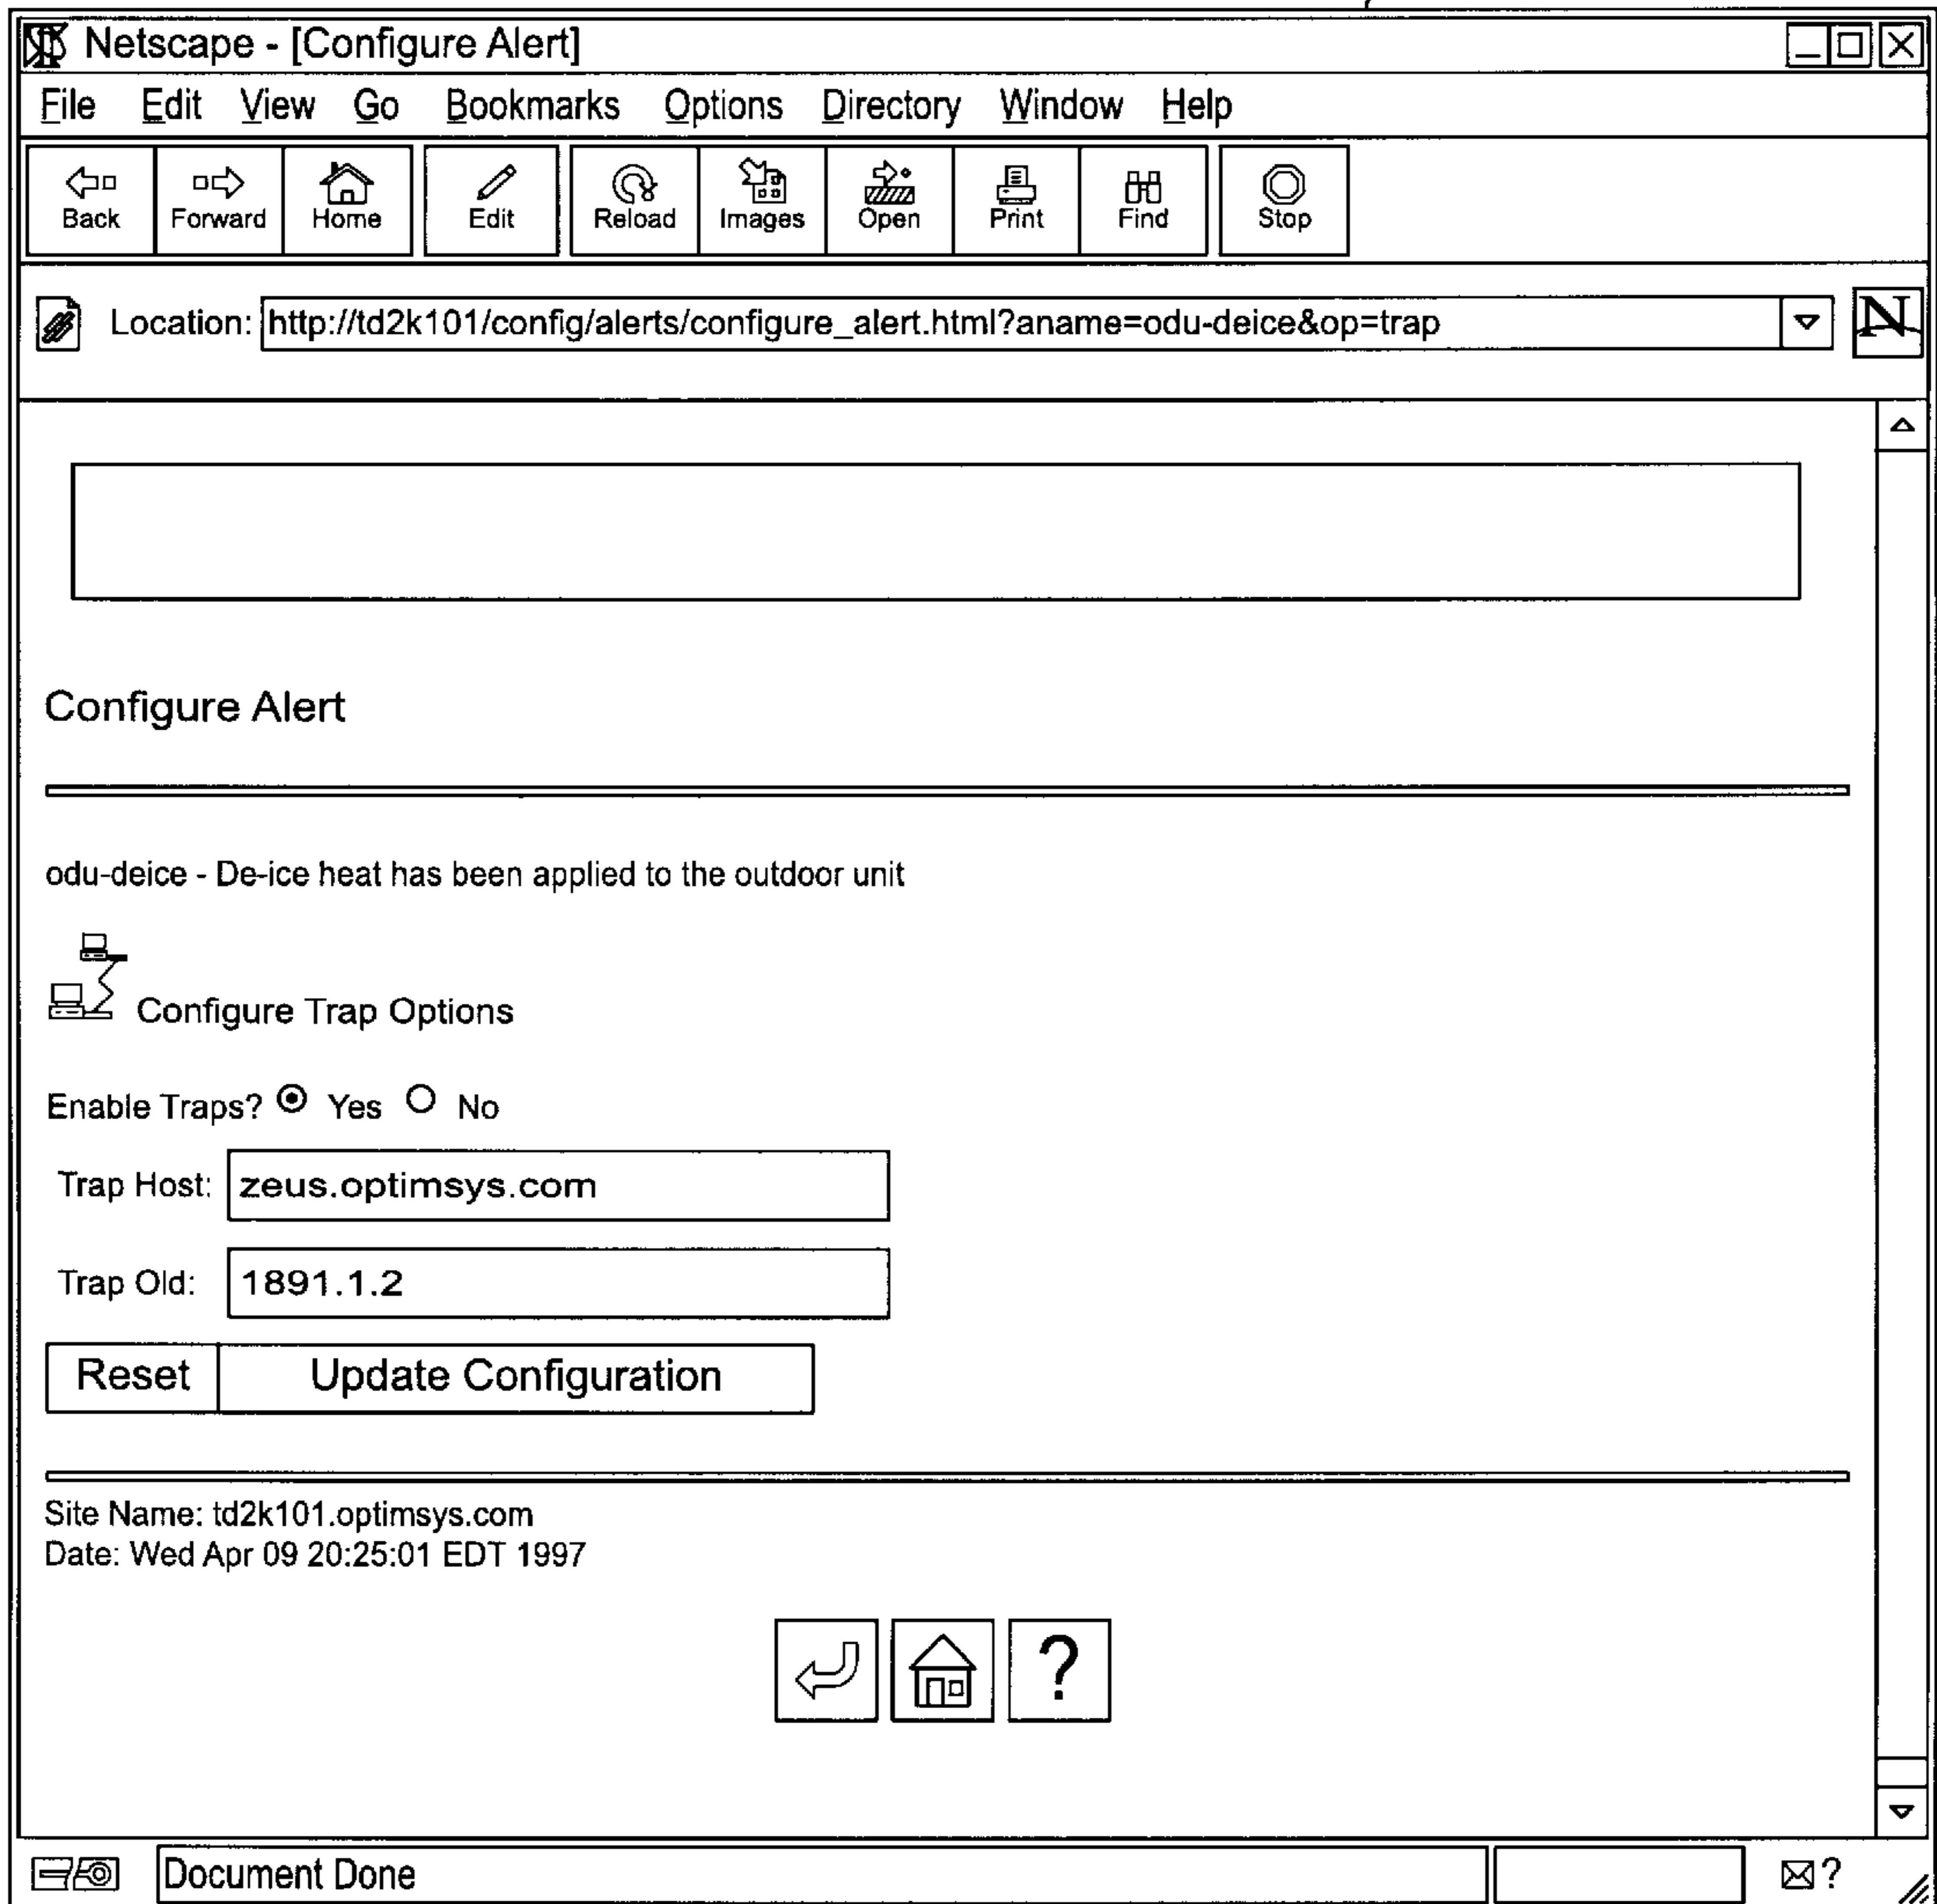 Netscape - [Configure Alert]
File Edit View Go Bookmarks Options Directory Window Help
Back Forward Home Edit Reload Images Open Print Find Stop
Location: http://td2k101/config/alerts/configure_alert.html?aname=odu-deice&op=trap
N
Configure Alert
odu-deice - De-ice heat has been applied to the outdoor unit
Configure Trap Options
Enable Traps? Yes No
Trap Host: zeus.optimsys.com
Trap Old: 1891.1.2
Reset Update Configuration
Site Name: td2k101.optimsys.com
Date: Wed Apr 09 20:25:01 EDT 1997
?
Document Done ?